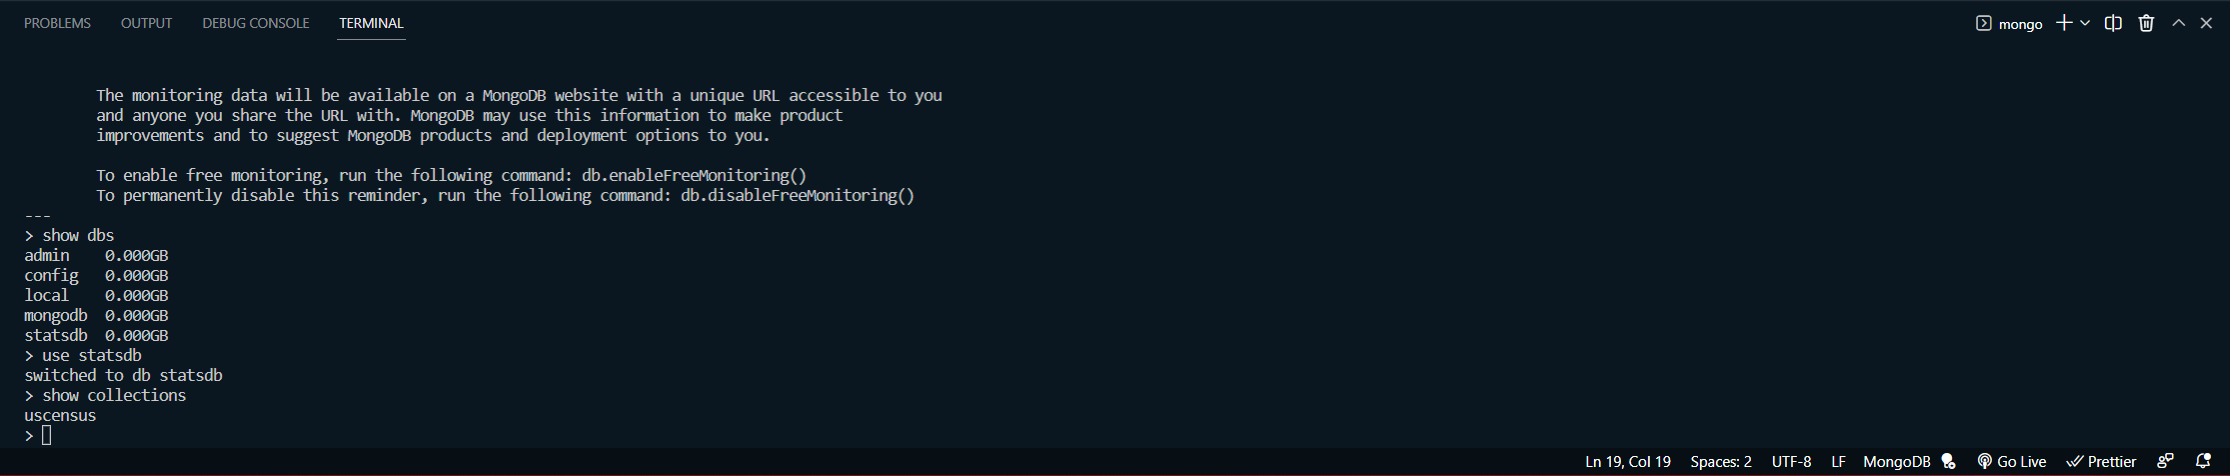 PROBLEMS OUTPUT DEBUG CONSOLE TERMINAL mongo
The monitoring data will be available on a MongoDB website with a unique URL accessible to you
and anyone you share the URL with. MongoDB may use this information to make product
improvements and to suggest MongoDB products and deployment options to you.
To enable free monitoring, run the following command: db.enableFreeMonitoring()
To permanently disable this reminder, run the following command: db.disableFreeMonitoring()
---
> show dbs
admin 0.000GB
config 0.000GB
local 0.000GB
mongodb 0.000GB
statsdb 0.000GB
> use statsdb
switched to db statsdb
> show collections
uscensus
>
Ln 19, Col 19 Spaces: 2 UTF-8 LF MongoDB Go Live Prettier